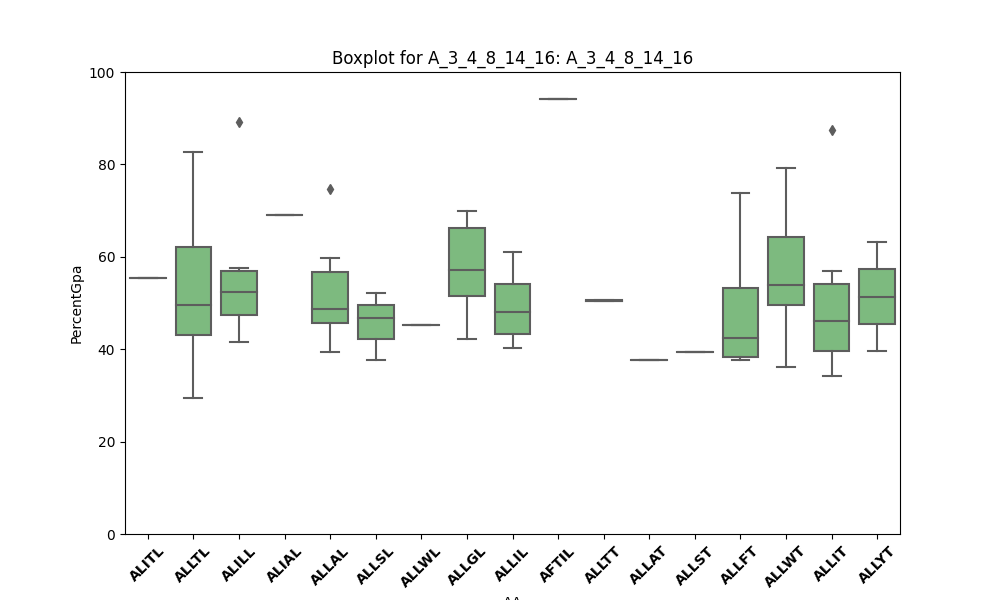 Boxplot for A_3_4_8_14_16: A_3_4_8_14_16
100
80
60
40
20
0
PercentGpa
ALITL ALLTL ALILL ALIAL ALLAL ALLSL ALLWL ALLGL ALLIL AFTIL ALLTT ALLAT ALLST ALLFT ALLWT ALLIT ALLYT